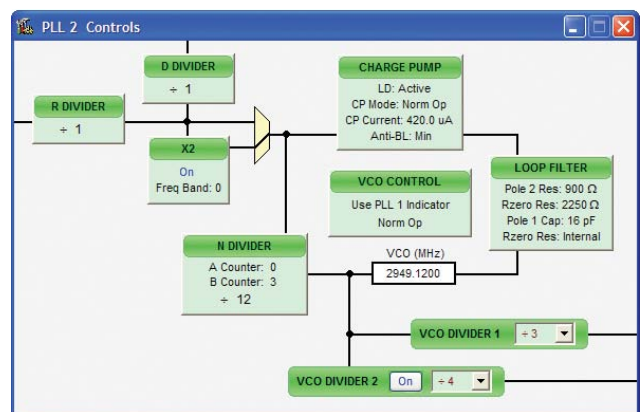 PLL 2 Controls
D DIVIDER
÷ 1
R DIVIDER
÷ 1
X2
On
Freq Band: 0
CHARGE PUMP
LD: Active
CP Mode: Norm Op
CP Current: 420.0 uA
Anti-BL: Min
VCO CONTROL
Use PLL 1 Indicator
Norm Op
LOOP FILTER
Pole 2 Res: 900 Ω
Rzero Res: 2250 Ω
Pole 1 Cap: 16 pF
Rzero Res: Internal
N DIVIDER
A Counter: 0
B Counter: 3
÷ 12
VCO (MHz)
2949.1200
VCO DIVIDER 1 ÷ 3
VCO DIVIDER 2 On ÷ 4